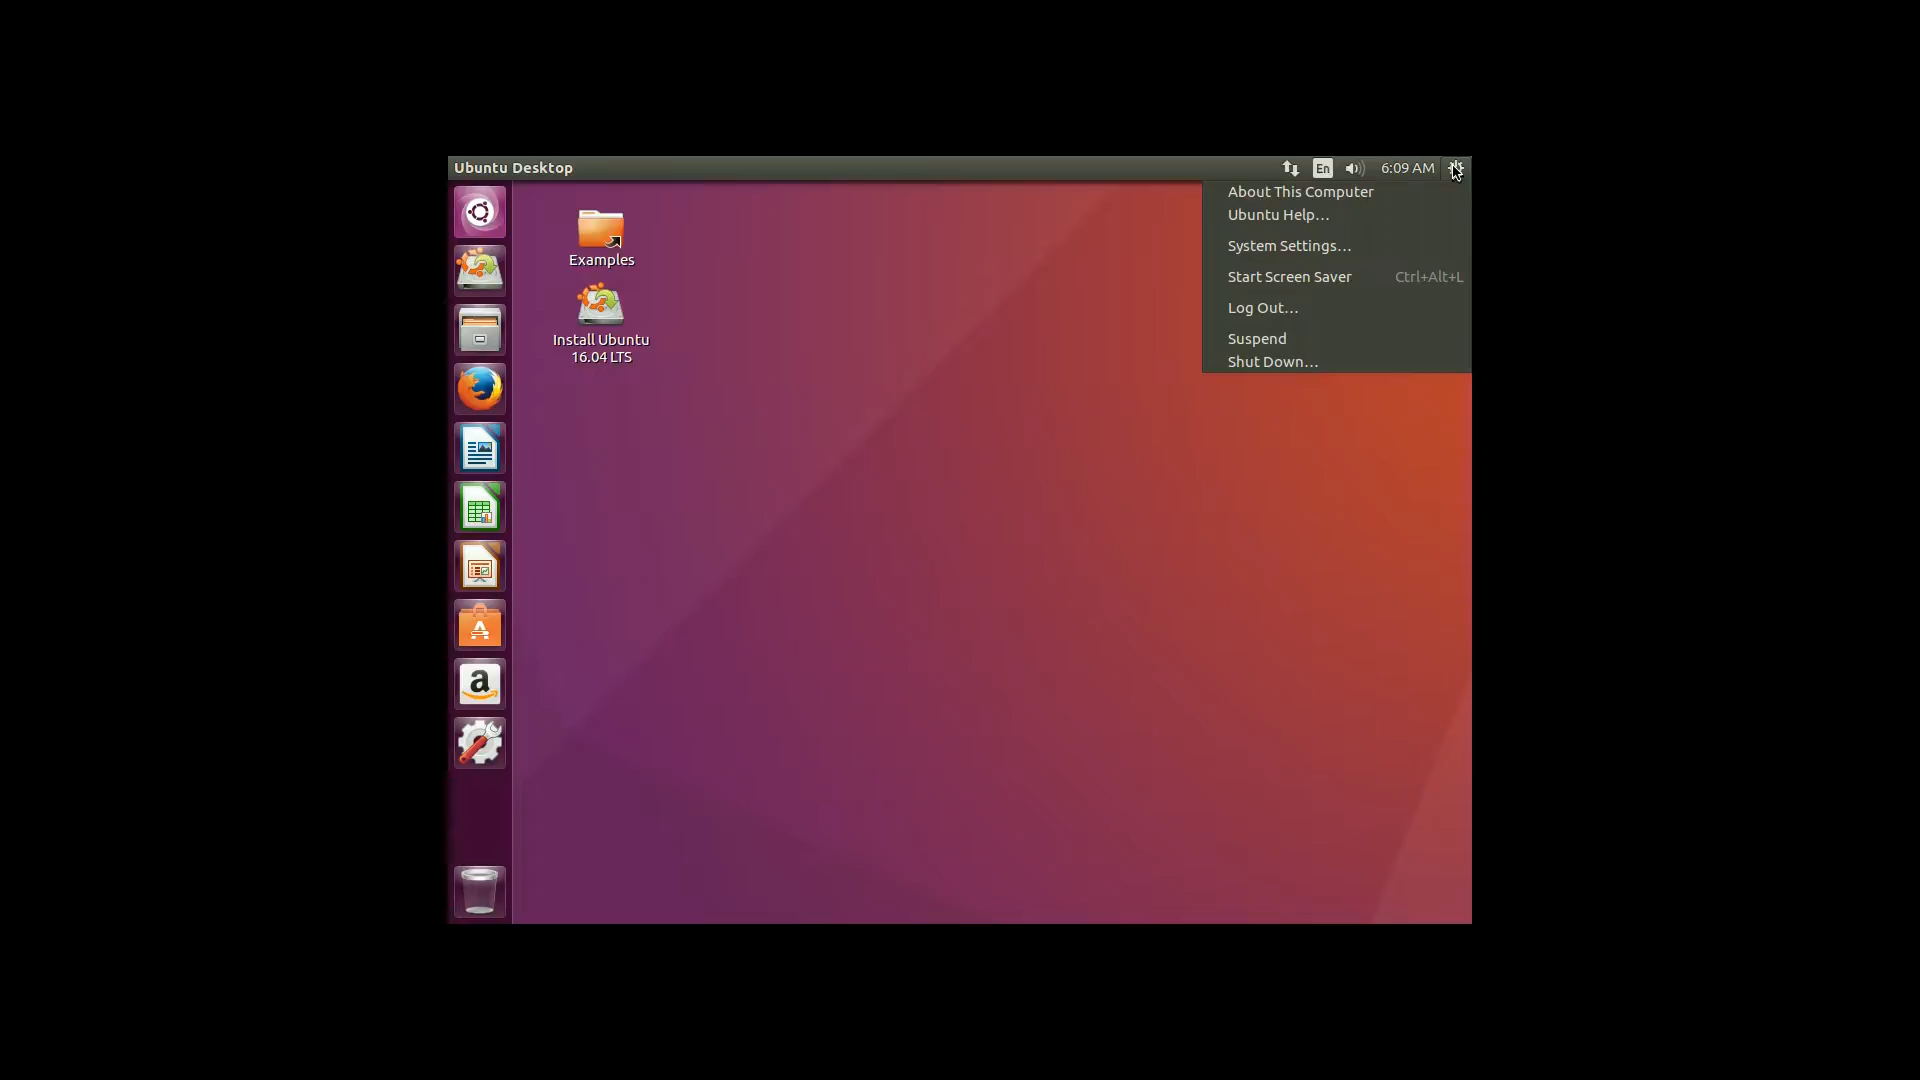 Ubuntu Desktop
En
6:09 AM
About This Computer
Ubuntu Help...
System Settings...
Start Screen Saver Ctrl+Alt+L
Log Out...
Suspend
Shut Down...
Examples
Install Ubuntu
16.04 LTS